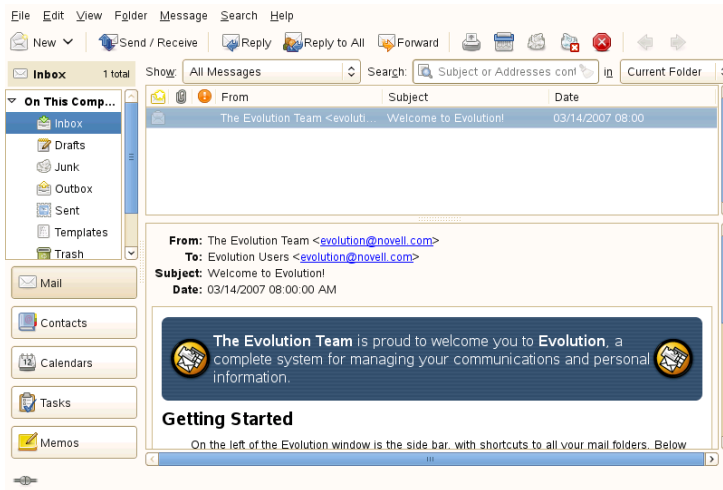 File Edit View Folder Message Search Help
New Send / Receive Reply Reply to All Forward
Inbox 1 total Show: All Messages Search: Subject or Addresses cont in Current Folder
On This Comp...
Inbox
Drafts
Junk
Outbox
Sent
Templates
Trash
Mail
Contacts
Calendars
Tasks
Memos
From Subject Date
The Evolution Team <evoluti... Welcome to Evolution! 03/14/2007 08:00
From: The Evolution Team <evolution@novell.com>
To: Evolution Users <evolution@novell.com>
Subject: Welcome to Evolution!
Date: 03/14/2007 08:00:00 AM
The Evolution Team is proud to welcome you to Evolution, a
complete system for managing your communications and personal
information.
Getting Started
On the left of the Evolution window is the side bar, with shortcuts to all your mail folders. Below